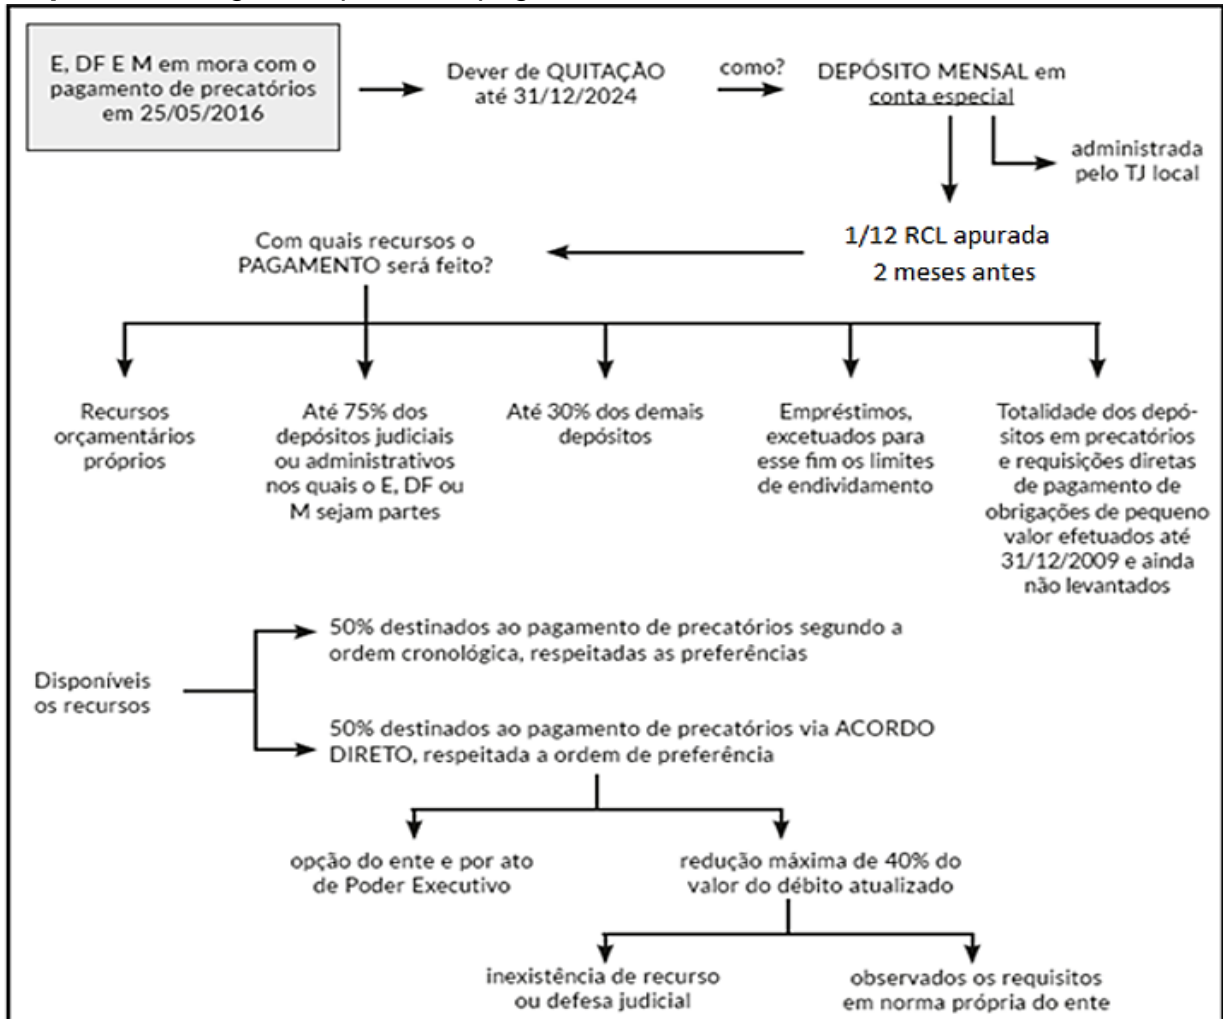 E, DF E M em mora com o
pagamento de precatórios
em 25/05/2016
Dever de QUITAÇÃO
até 31/12/2024
como?
DEPÓSITO MENSAL em
conta especial
administrada
pelo TJ local
1/12 RCL apurada
2 meses antes
Com quais recursos o
PAGAMENTO será feito?
Recursos
orçamentários
próprios
Até 75% dos
depósitos judiciais
ou administrativos
nos quais o E, DF ou
M sejam partes
Até 30% dos demais
depósitos
Empréstimos,
excetuados para
esse fim os limites
de endividamento
Totalidade dos depó-
sitos em precatórios
e requisições diretas
de pagamento de
obrigações de pequeno
valor efetuados até
31/12/2009 e ainda
não levantados
Disponíveis
os recursos
50% destinados ao pagamento de precatórios segundo a
ordem cronológica, respeitadas as preferências
50% destinados ao pagamento de precatórios via ACORDO
DIRETO, respeitada a ordem de preferência
opção do ente e por ato
de Poder Executivo
redução máxima de 40% do
valor do débito atualizado
inexistência de recurso
ou defesa judicial
observados os requisitos
em norma própria do ente